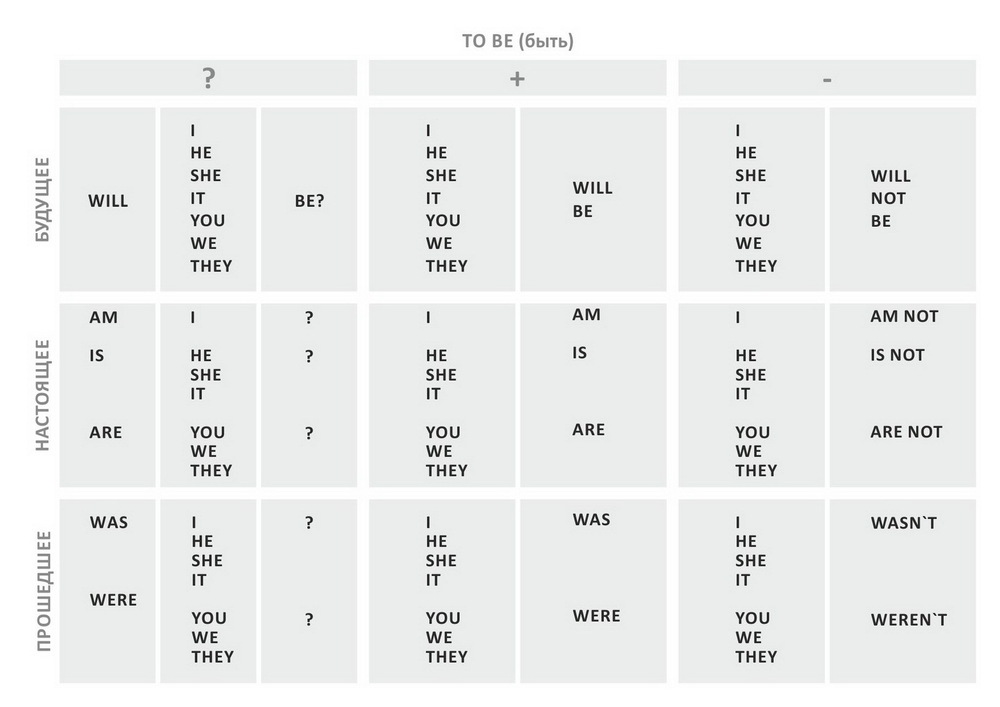 TO BE (быть)
?
+
-
БУДУЩЕЕ
WILL
I
HE
SHE
IT
YOU
WE
THEY
BE?
I
HE
SHE
IT
YOU
WE
THEY
WILL
BE
I
HE
SHE
IT
YOU
WE
THEY
WILL
NOT
BE
НАСТОЯЩЕЕ
AM
IS
ARE
I
HE
SHE
IT
YOU
WE
THEY
?
?
?
I
HE
SHE
IT
YOU
WE
THEY
AM
IS
ARE
I
HE
SHE
IT
YOU
WE
THEY
AM NOT
IS NOT
ARE NOT
ПРОШЕДШЕЕ
WAS
WERE
I
HE
SHE
IT
YOU
WE
THEY
?
?
I
HE
SHE
IT
YOU
WE
THEY
WAS
WERE
I
HE
SHE
IT
YOU
WE
THEY
WASN`T
WEREN`T